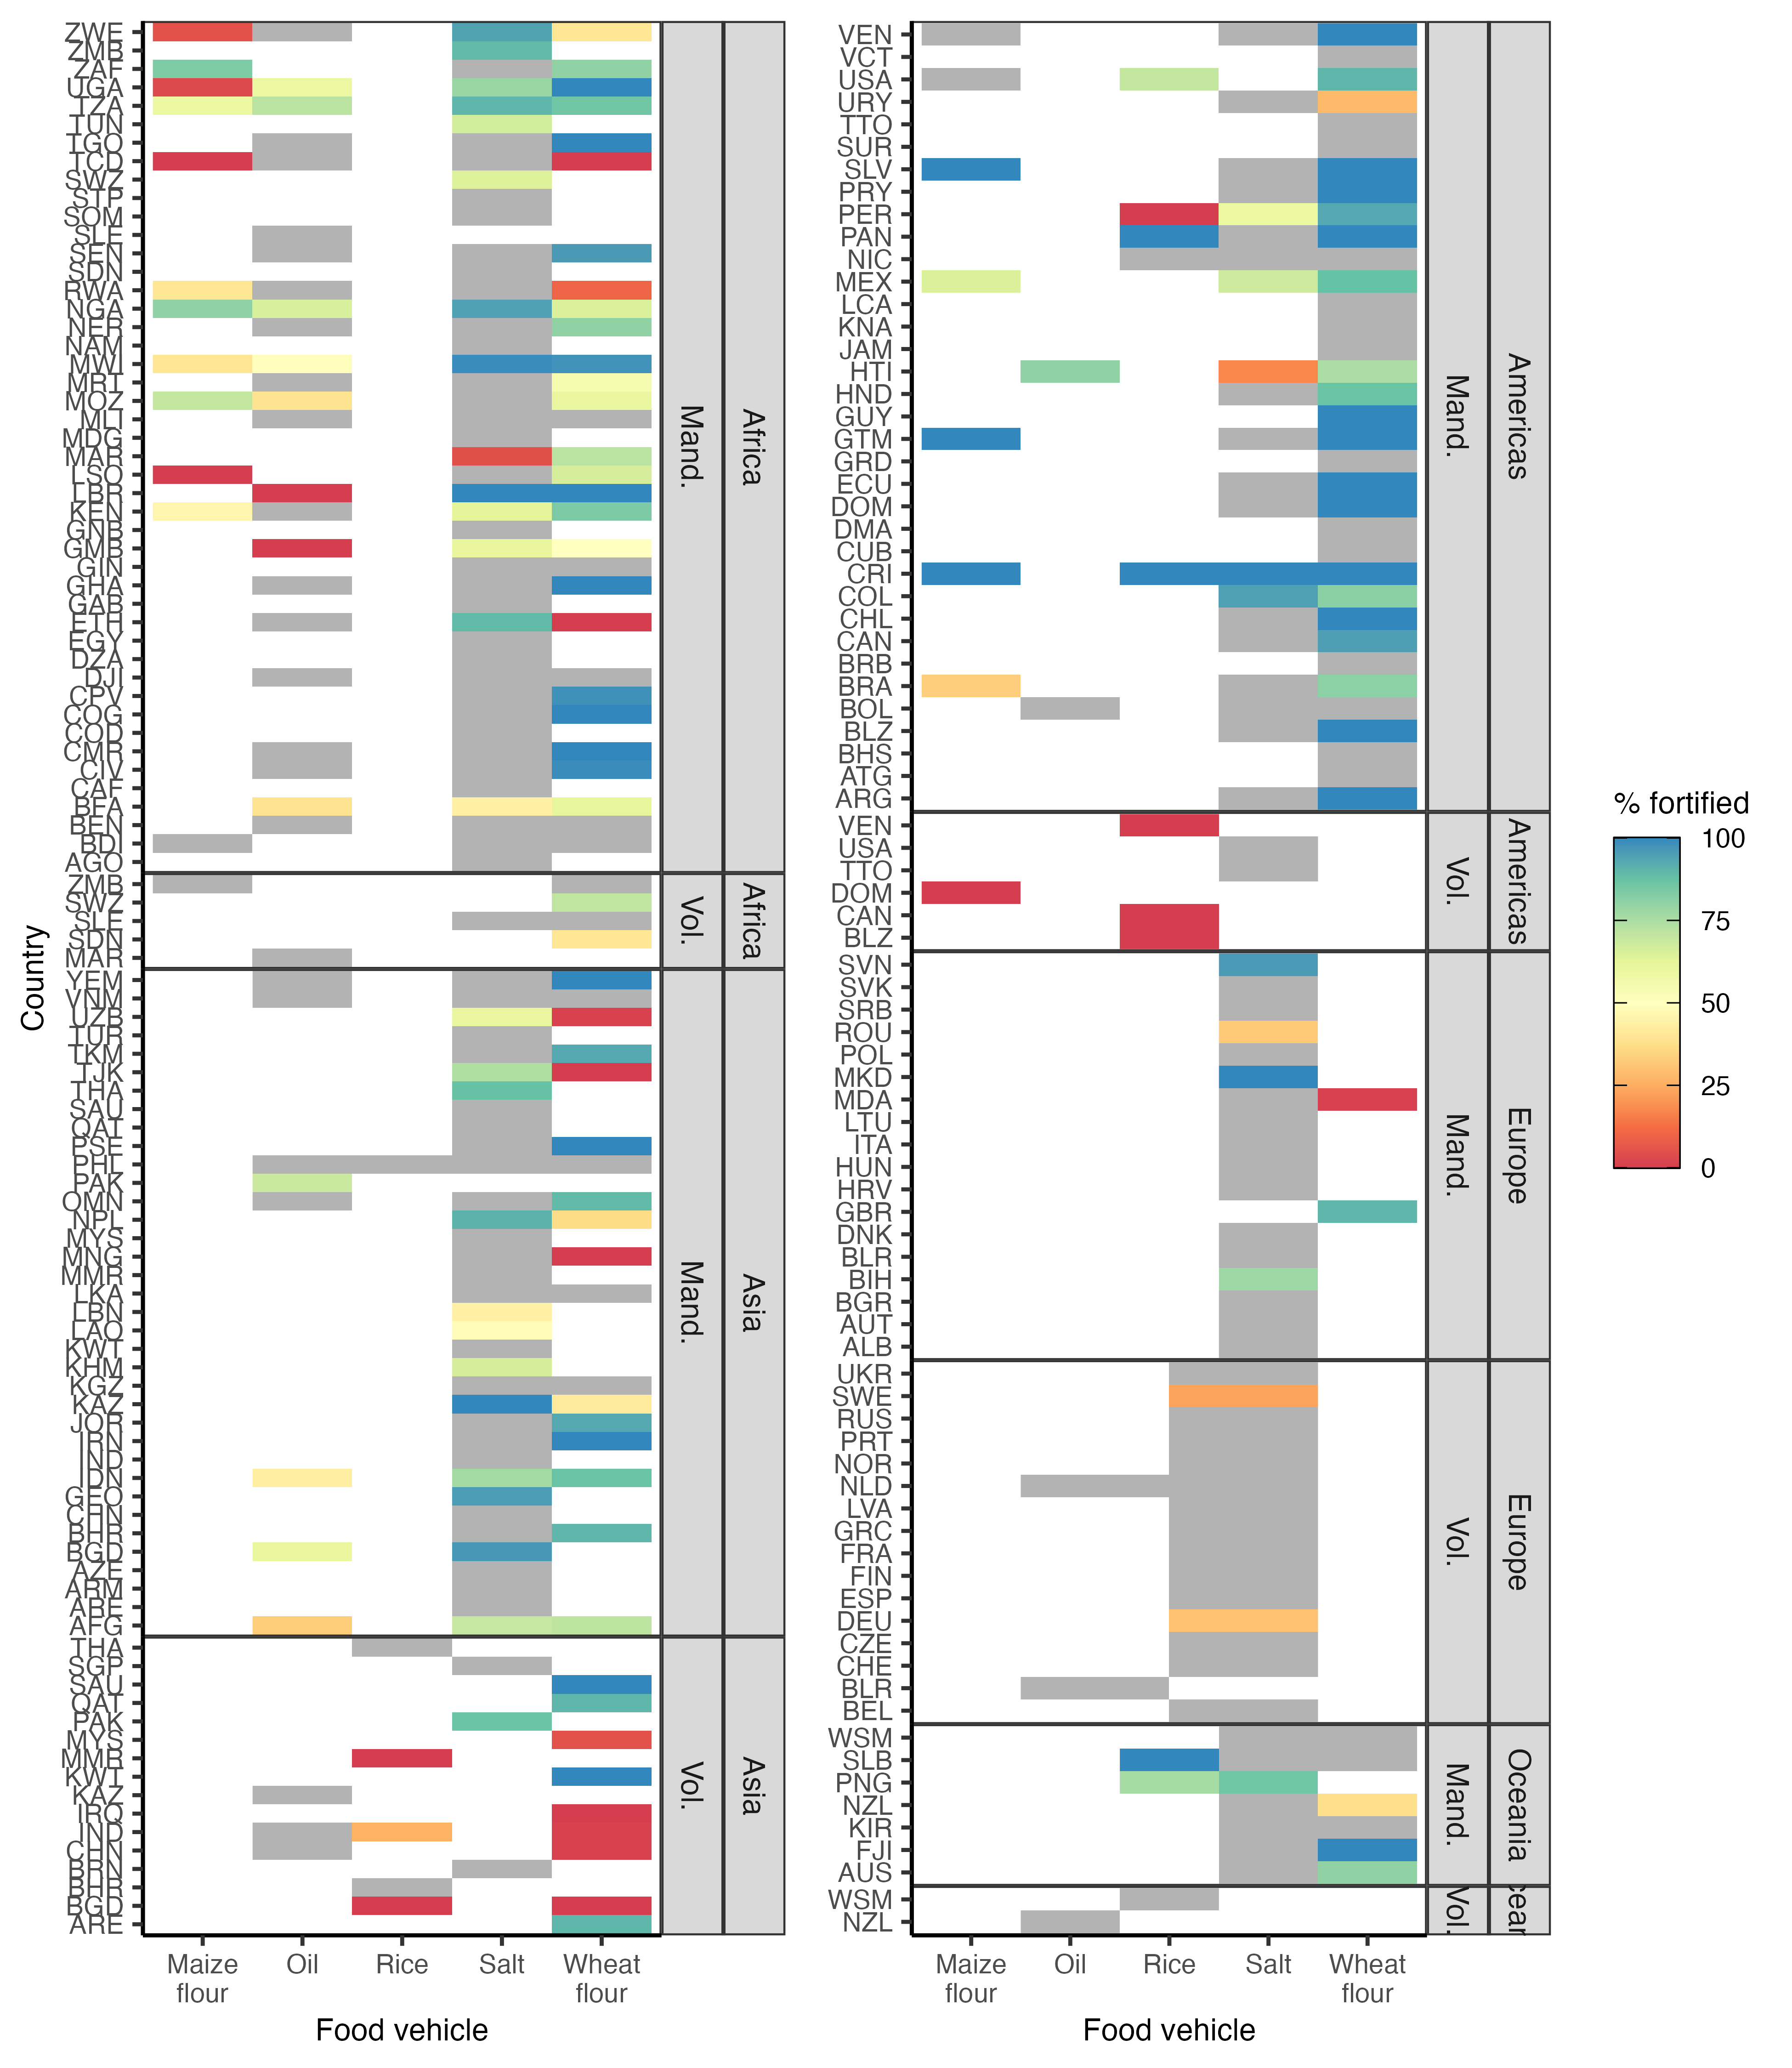 Country
ZWE
ZMB
ZAF
UGA
TZA
TUN
TGO
TCD
SWZ
STP
SOM
SLE
SEN
SDN
RWA
NGA
NER
NAM
MWI
MRT
MOZ
MLI
MDG
MAR
LSO
LBR
KEN
GNB
GMB
GIN
GHA
GAB
ETH
EGY
DZA
DJI
CPV
COG
COD
CMR
CIV
CAF
BFA
BEN
BDI
AGO
Mand.
Africa
ZMB
SWZ
SLE
SDN
MAR
Vol.
Africa
YEM
VNM
UZB
TUR
TKM
TJK
THA
SAU
QAT
PSE
PHL
PAK
OMN
NPL
MYS
MNG
MMR
LKA
LBN
LAO
KWT
KHM
KGZ
KAZ
JOR
IRN
IND
IDN
GEO
CHN
BHR
BGD
AZE
ARM
ARE
AFG
Mand.
Asia
THA
SGP
SAU
QAT
PAK
MYS
MMR
KWT
KAZ
IRQ
IND
CHN
BRN
BHR
BGD
ARE
Vol.
Asia
Maize Oil Rice Salt Wheat
flour flour
Food vehicle
VEN
VCT
USA
URY
TTO
SUR
SLV
PRY
PER
PAN
NIC
MEX
LCA
KNA
JAM
HTI
HND
GUY
GTM
GRD
ECU
DOM
DMA
CUB
CRI
COL
CHL
CAN
BRB
BRA
BOL
BLZ
BHS
ATG
ARG
Mand.
Americas
VEN
USA
TTO
DOM
CAN
BLZ
Vol.
Americas
SVN
SVK
SRB
ROU
POL
MKD
MDA
LTU
ITA
HUN
HRV
GBR
DNK
BLR
BIH
BGR
AUT
ALB
Mand.
Europe
UKR
SWE
RUS
PRT
NOR
NLD
LVA
GRC
FRA
FIN
ESP
DEU
CZE
CHE
BLR
BEL
Vol.
Europe
WSM
SLB
PNG
NZL
KIR
FJI
AUS
Mand.
Oceania
WSM
NZL
Vol.
Maize Oil Rice Salt Wheat
flour flour
Food vehicle
% fortified
100
75
50
25
0